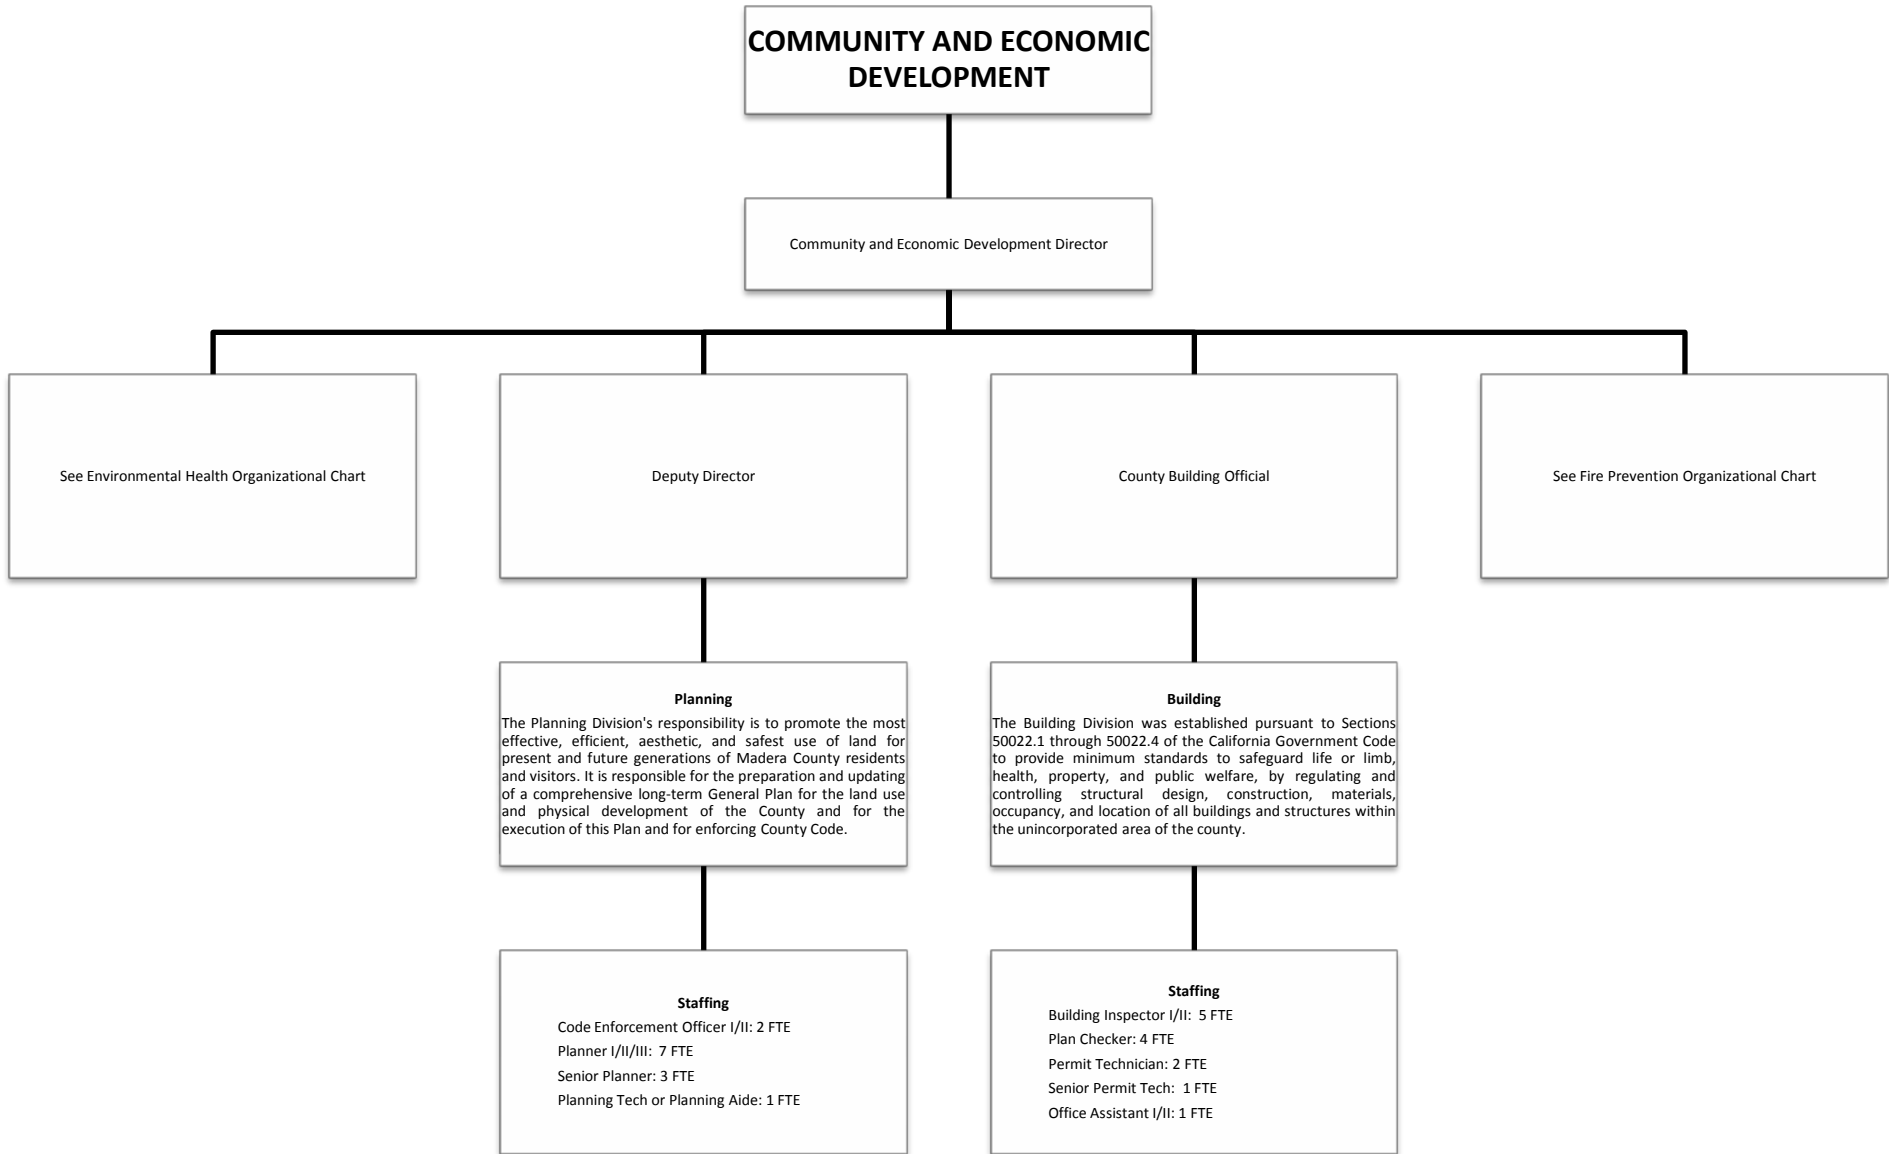 COMMUNITY AND ECONOMIC
DEVELOPMENT
Community and Economic Development Director
See Environmental Health Organizational Chart
Deputy Director
County Building Official
See Fire Prevention Organizational Chart
Planning
The Planning Division's responsibility is to promote the most
effective, efficient, aesthetic, and safest use of land for
present and future generations of Madera County residents
and visitors. It is responsible for the preparation and updating
of a comprehensive long-term General Plan for the land use
and physical development of the County and for the
execution of this Plan and for enforcing County Code.
Building
The Building Division was established pursuant to Sections
50022.1 through 50022.4 of the California Government Code
to provide minimum standards to safeguard life or limb,
health, property, and public welfare, by regulating and
controlling structural design, construction, materials,
occupancy, and location of all buildings and structures within
the unincorporated area of the county.
Staffing
Code Enforcement Officer I/II: 2 FTE
Planner I/II/III: 7 FTE
Senior Planner: 3 FTE
Planning Tech or Planning Aide: 1 FTE
Staffing
Building Inspector I/II: 5 FTE
Plan Checker: 4 FTE
Permit Technician: 2 FTE
Senior Permit Tech: 1 FTE
Office Assistant I/II: 1 FTE